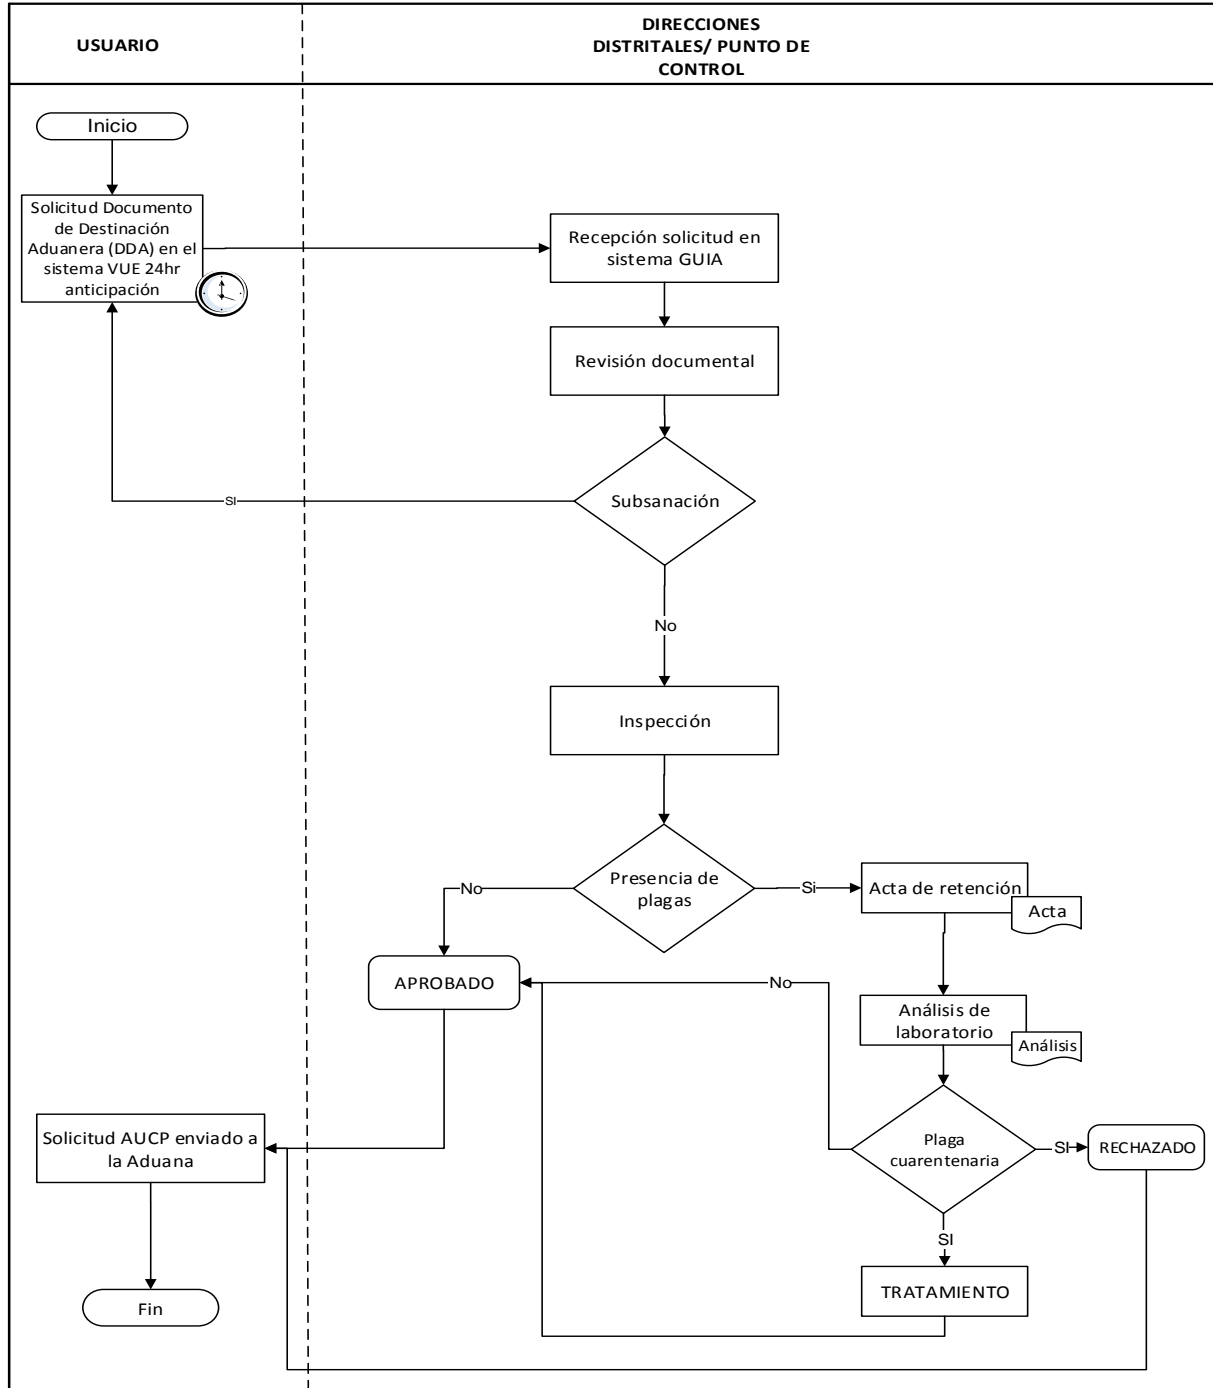 USUARIO
DIRECCIONES
DISTRITALES/ PUNTO DE
CONTROL
Inicio
Solicitud Documento
de Destinación
Aduanera (DDA) en el
sistema VUE 24hr
anticipación
Recepción solicitud en
sistema GUIA
Revisión documental
Subsanación
SI
No
Inspección
Presencia de
plagas
No
Si
Acta de retención
Acta
APROBADO
No
Análisis de
laboratorio
Análisis
Solicitud AUCP enviado a
la Aduana
Plaga
cuarentenaria
SI
RECHAZADO
SI
TRATAMIENTO
Fin